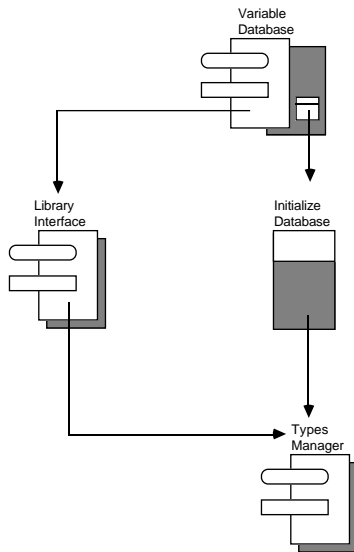 Variable
Database
Library
Interface
Initialize
Database
Types
Manager